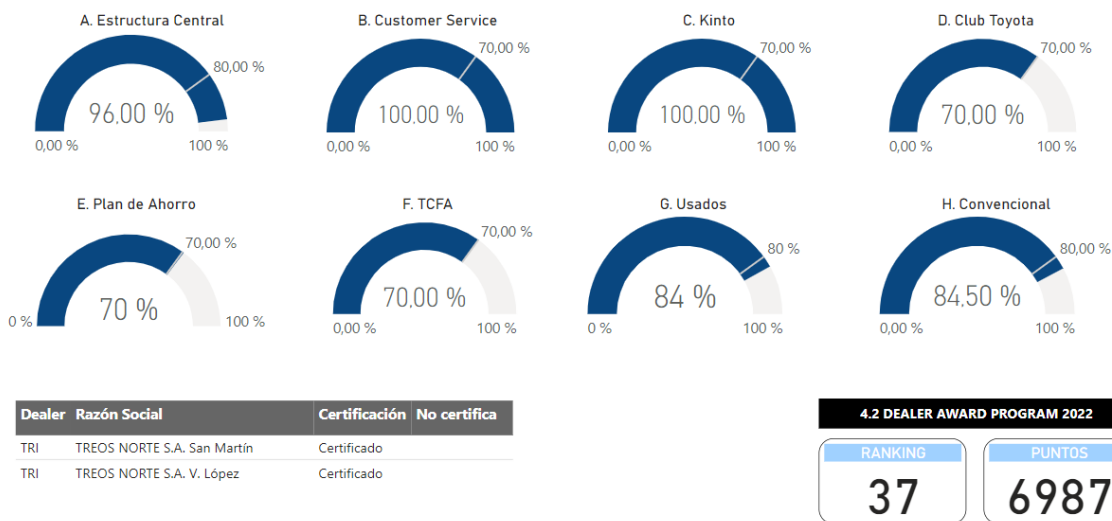 A. Estructura Central
B. Customer Service
C. Kinto
D. Club Toyota
80,00 %
70,00 %
70,00 %
70,00 %
96,00 %
100,00 %
100,00 %
70,00 %
0,00 %
100 %
0,00 %
100 %
0,00 %
100 %
0,00 %
100 %
E. Plan de Ahorro
F. TCFA
G. Usados
H. Convencional
70,00 %
70,00 %
80 %
80,00 %
70 %
70,00 %
84 %
84,50 %
0 %
100 %
0,00 %
100 %
0 %
100 %
0,00 %
100 %
Dealer Razón Social Certificación No certifica
TRI TREOS NORTE S.A. San Martín Certificado
TRI TREOS NORTE S.A. V. López Certificado
4.2 DEALER AWARD PROGRAM 2022
RANKING
PUNTOS
37
6987